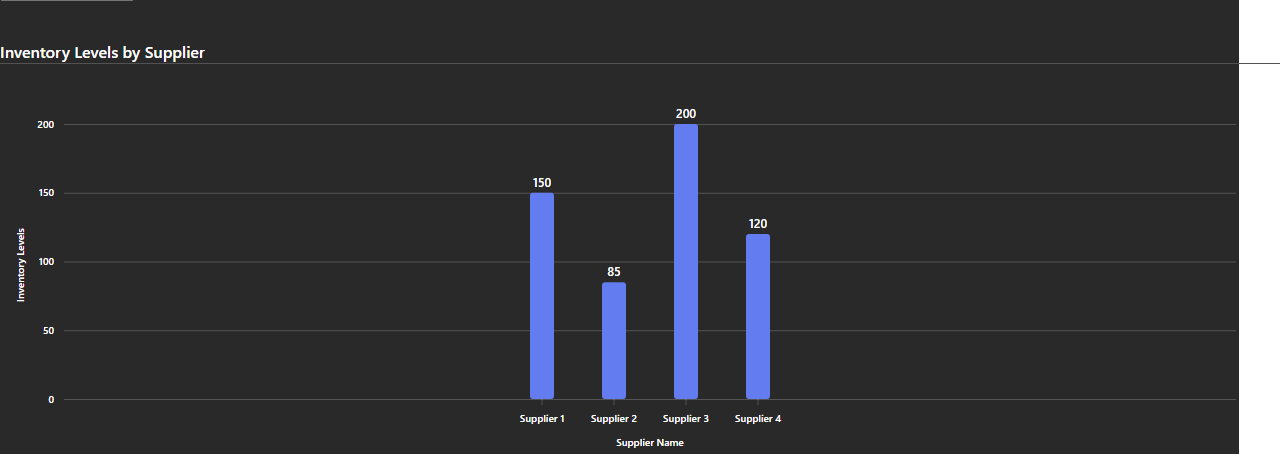 Inventory Levels by Supplier
200
200
150
150
120
100
85
50
0
Inventory Levels
Supplier 1 Supplier 2 Supplier 3 Supplier 4
Supplier Name